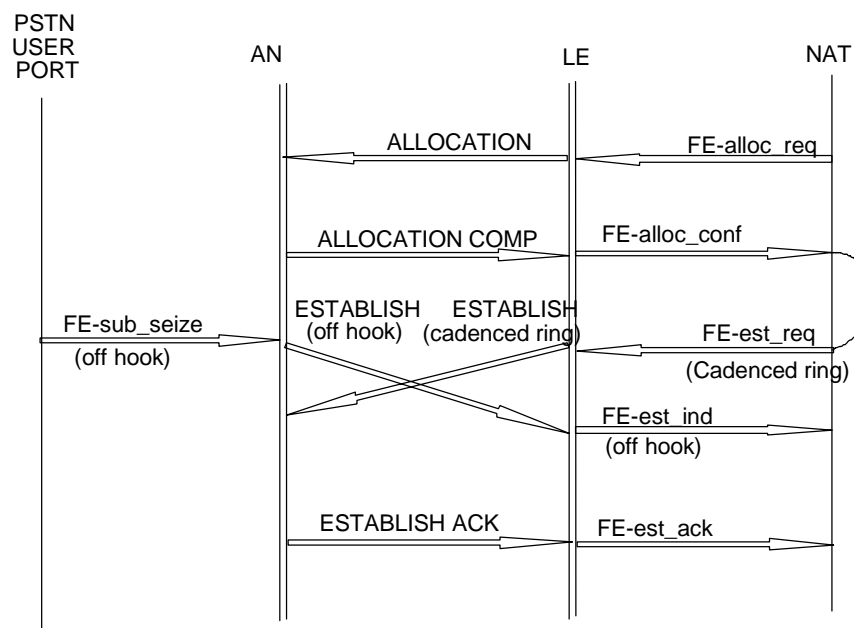 PSTN
USER
PORT
AN
LE
NAT
ALLOCATION
FE-alloc_req
ALLOCATION COMP
FE-alloc_conf
FE-sub_seize
(off hook)
ESTABLISH
(off hook)
ESTABLISH
(cadenced ring)
FE-est_req
(Cadenced ring)
FE-est_ind
(off hook)
ESTABLISH ACK
FE-est_ack